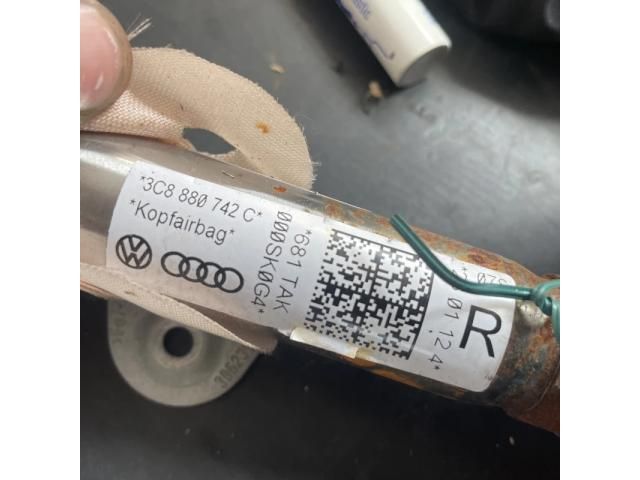 *3C8 880 742 C*
*Kopfairbag*
*681 TAK
000SK0G4*
01 12 4*
R